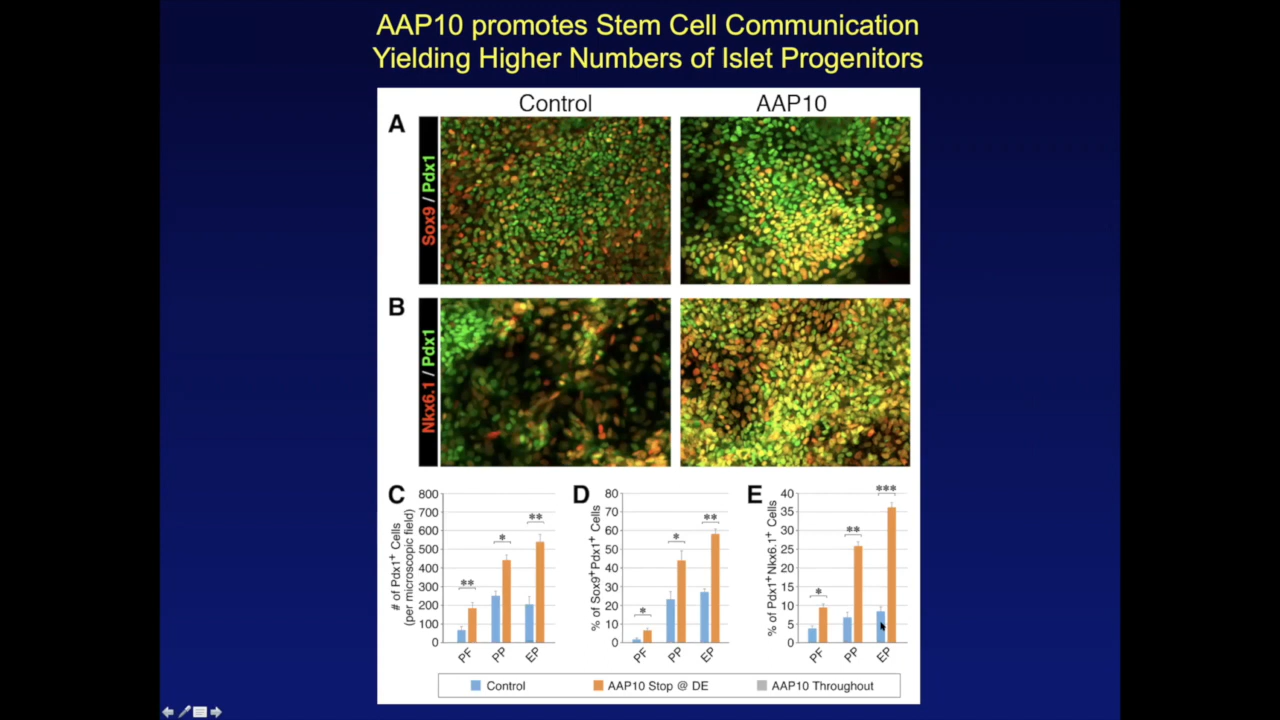 AAP10 promotes Stem Cell Communication
Yielding Higher Numbers of Islet Progenitors
Control
AAP10
A
Sox9 / Pdx1
B
Nkx6.1 / Pdx1
C
# of Pdx1+ Cells
(per microscopic field)
800
700
600
500
400
300
200
100
0
**
*
**
PF
PP
EP
D
% of Sox9+Pdx1+ Cells
80
70
60
50
40
30
20
10
0
*
*
**
PF
PP
EP
E
% of Pdx1+Nkx6.1+ Cells
40
35
30
25
20
15
10
5
0
*
**
***
PF
PP
EP
Control
AAP10 Stop @ DE
AAP10 Throughout